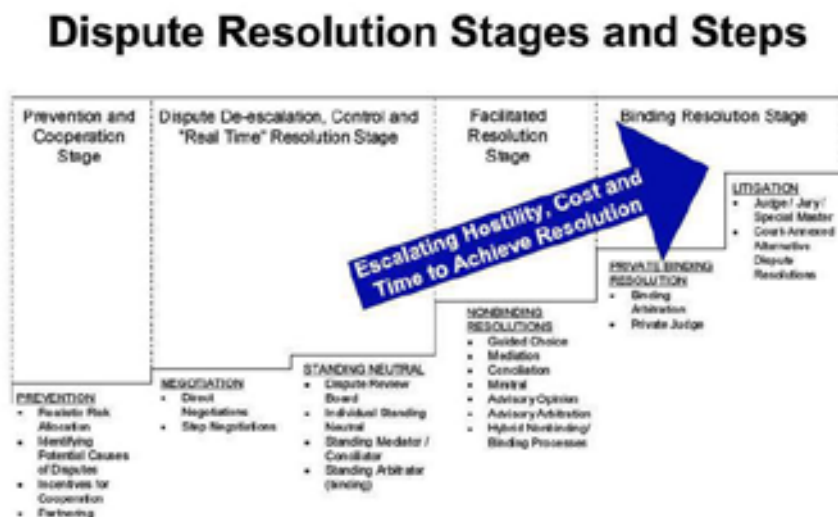 Dispute Resolution Stages and Steps
Prevention and
Cooperation
Stage
Dispute De-escalation, Control and
"Real Time" Resolution Stage
Facilitated
Resolution
Stage
Binding Resolution Stage
Escalating Hostility, Cost and
Time to Achieve Resolution
PREVENTION
• Realistic Risk
Allocation
• Identifying
Potential Causes
of Disputes
• Incentives for
Cooperation
• Partnering
NEGOTIATION
• Direct
Negotiations
• Step Negotiations
STANDING NEUTRAL
• Dispute Review
Board
• Individual Standing
Neutral
• Standing Mediator /
Conciliator
• Standing Arbitrator
(binding)
NONBINDING
RESOLUTIONS
• Guided Choice
• Mediation
• Conciliation
• Minitrial
• Advisory Opinion
• Advisory Arbitration
• Hybrid Nonbinding/
Binding Processes
PRIVATE BINDING
RESOLUTION
• Binding
Arbitration
• Private Judge
LITIGATION
• Judge / Jury /
Special Master
• Court-Annexed
Alternative
Dispute
Resolutions